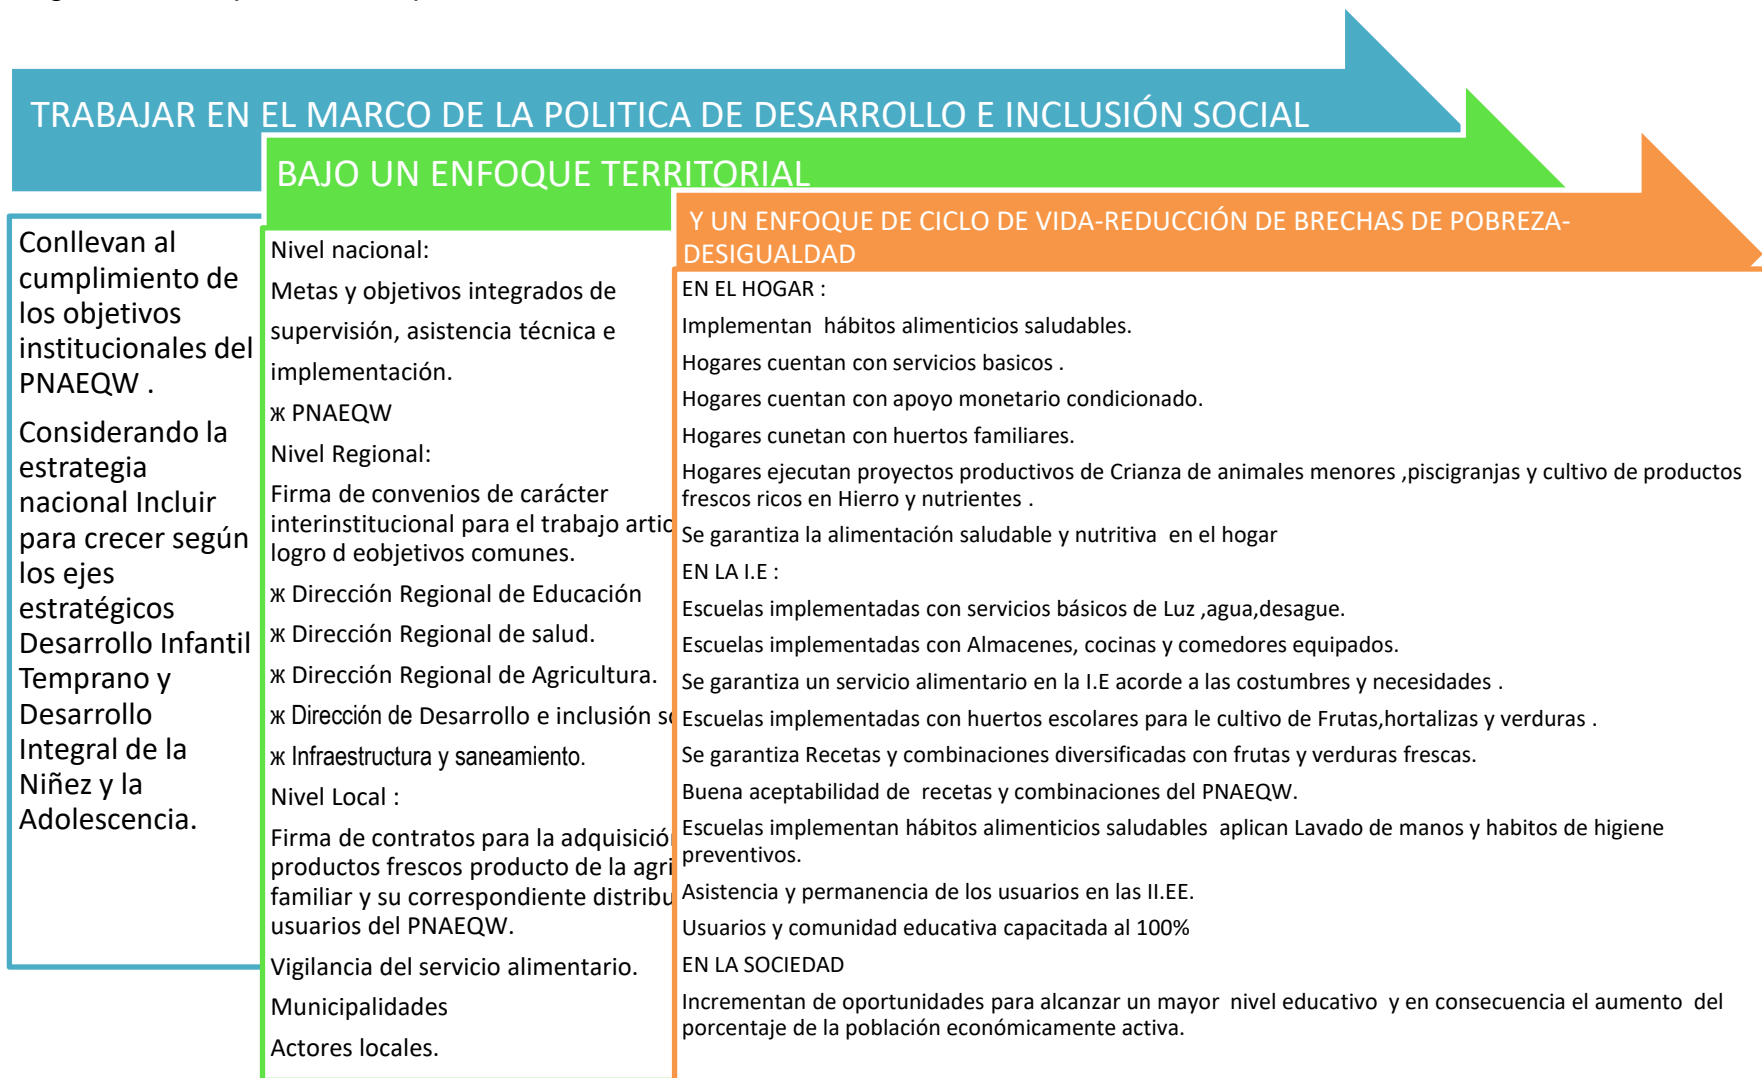 TRABAJAR EN EL MARCO DE LA POLITICA DE DESARROLLO E INCLUSIÓN SOCIAL
BAJO UN ENFOQUE TERRITORIAL
Y UN ENFOQUE DE CICLO DE VIDA-REDUCCIÓN DE BRECHAS DE POBREZA-
DESIGUALDAD
Conllevan al
cumplimiento de
los objetivos
institucionales del
PNAEQW .
Considerando la
estrategia
nacional Incluir
para crecer según
los ejes
estratégicos
Desarrollo Infantil
Temprano y
Desarrollo
Integral de la
Niñez y la
Adolescencia.
Nivel nacional:
Metas y objetivos integrados de
supervisión, asistencia técnica e
implementación.
ж PNAEQW
Nivel Regional:
Firma de convenios de carácter
interinstitucional para el trabajo artic
logro d eobjetivos comunes.
ж Dirección Regional de Educación
ж Dirección Regional de salud.
ж Dirección Regional de Agricultura.
ж Dirección de Desarrollo e inclusión so
ж Infraestructura y saneamiento.
Nivel Local :
Firma de contratos para la adquisición
productos frescos producto de la agri
familiar y su correspondiente distribu
usuarios del PNAEQW.
Vigilancia del servicio alimentario.
Municipalidades
Actores locales.
EN EL HOGAR :
Implementan  hábitos alimenticios saludables.
Hogares cuentan con servicios basicos .
Hogares cuentan con apoyo monetario condicionado.
Hogares cunetan con huertos familiares.
Hogares ejecutan proyectos productivos de Crianza de animales menores ,piscigranjas y cultivo de productos
frescos ricos en Hierro y nutrientes .
Se garantiza la alimentación saludable y nutritiva  en el hogar
EN LA I.E :
Escuelas implementadas con servicios básicos de Luz ,agua,desague.
Escuelas implementadas con Almacenes, cocinas y comedores equipados.
Se garantiza un servicio alimentario en la I.E acorde a las costumbres y necesidades .
Escuelas implementadas con huertos escolares para le cultivo de Frutas,hortalizas y verduras .
Se garantiza Recetas y combinaciones diversificadas con frutas y verduras frescas.
Buena aceptabilidad de  recetas y combinaciones del PNAEQW.
Escuelas implementan hábitos alimenticios saludables  aplican Lavado de manos y habitos de higiene
preventivos.
Asistencia y permanencia de los usuarios en las II.EE.
Usuarios y comunidad educativa capacitada al 100%
EN LA SOCIEDAD
Incrementan de oportunidades para alcanzar un mayor  nivel educativo  y en consecuencia el aumento  del
porcentaje de la población económicamente activa.